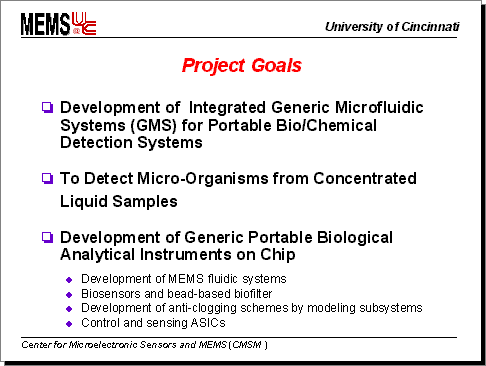 MEMS@UC
University of Cincinnati
Project Goals
❑ Development of Integrated Generic Microfluidic
Systems (GMS) for Portable Bio/Chemical
Detection Systems
❑ To Detect Micro-Organisms from Concentrated
Liquid Samples
❑ Development of Generic Portable Biological
Analytical Instruments on Chip
◆ Development of MEMS fluidic systems
◆ Biosensors and bead-based biofilter
◆ Development of anti-clogging schemes by modeling subsystems
◆ Control and sensing ASICs
Center for Microelectronic Sensors and MEMS (CMSM )